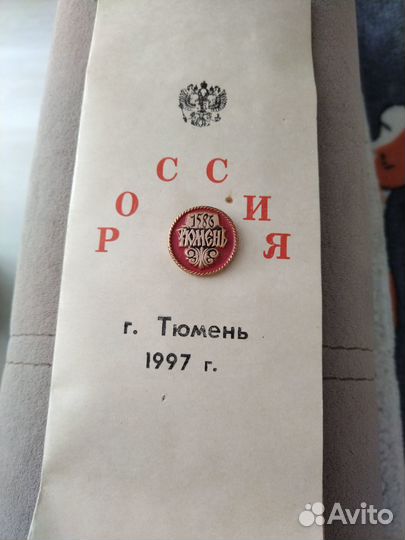 РОССИЯ
1586
ТЮМЕНЬ
г. Тюмень
1997 г.
Avito